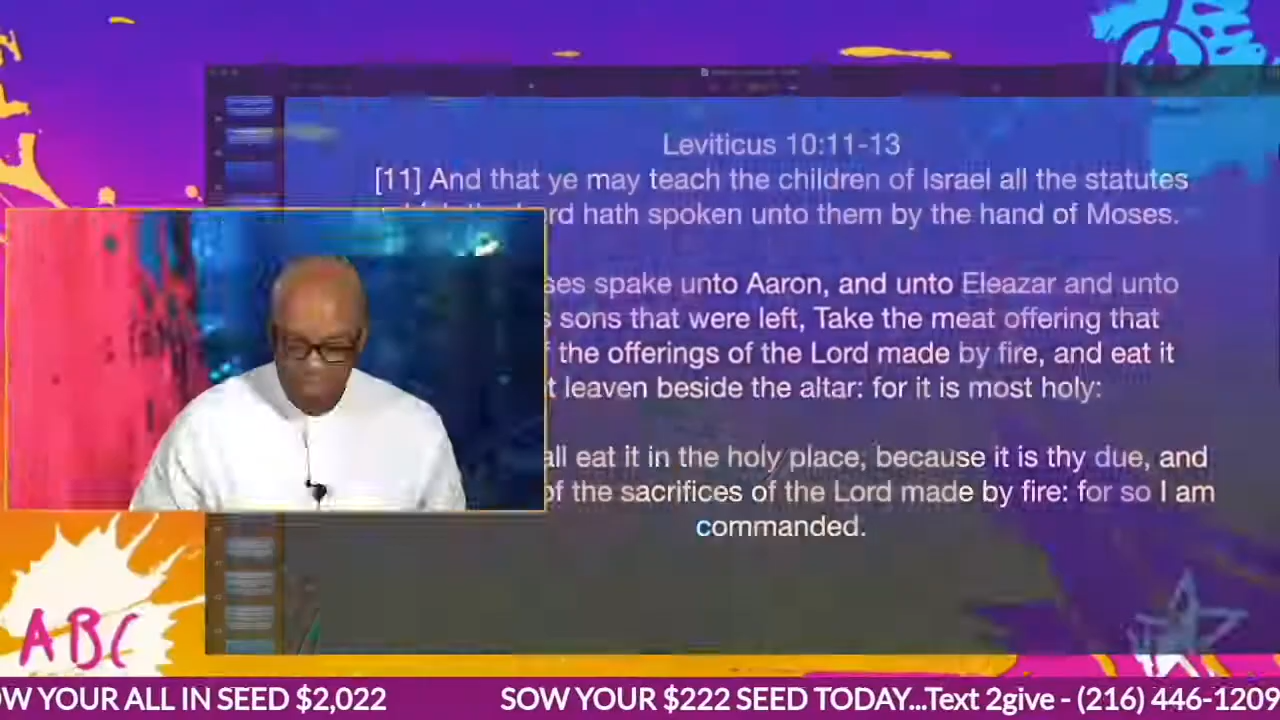 Leviticus 10:11-13
[11] And that ye may teach the children of Israel all the statutes
hath spoken unto them by the hand of Moses.
spake unto Aaron, and unto Eleazar and unto
sons that were left, Take the meat offering that
the offerings of the Lord made by fire, and eat it
leaven beside the altar: for it is most holy:
eat it in the holy place, because it is thy due, and
of the sacrifices of the Lord made by fire: for so I am
commanded.
ABC
YOUR ALL IN SEED $2,022 SOW YOUR $222 SEED TODAY...Text 2give - (216) 446-1209